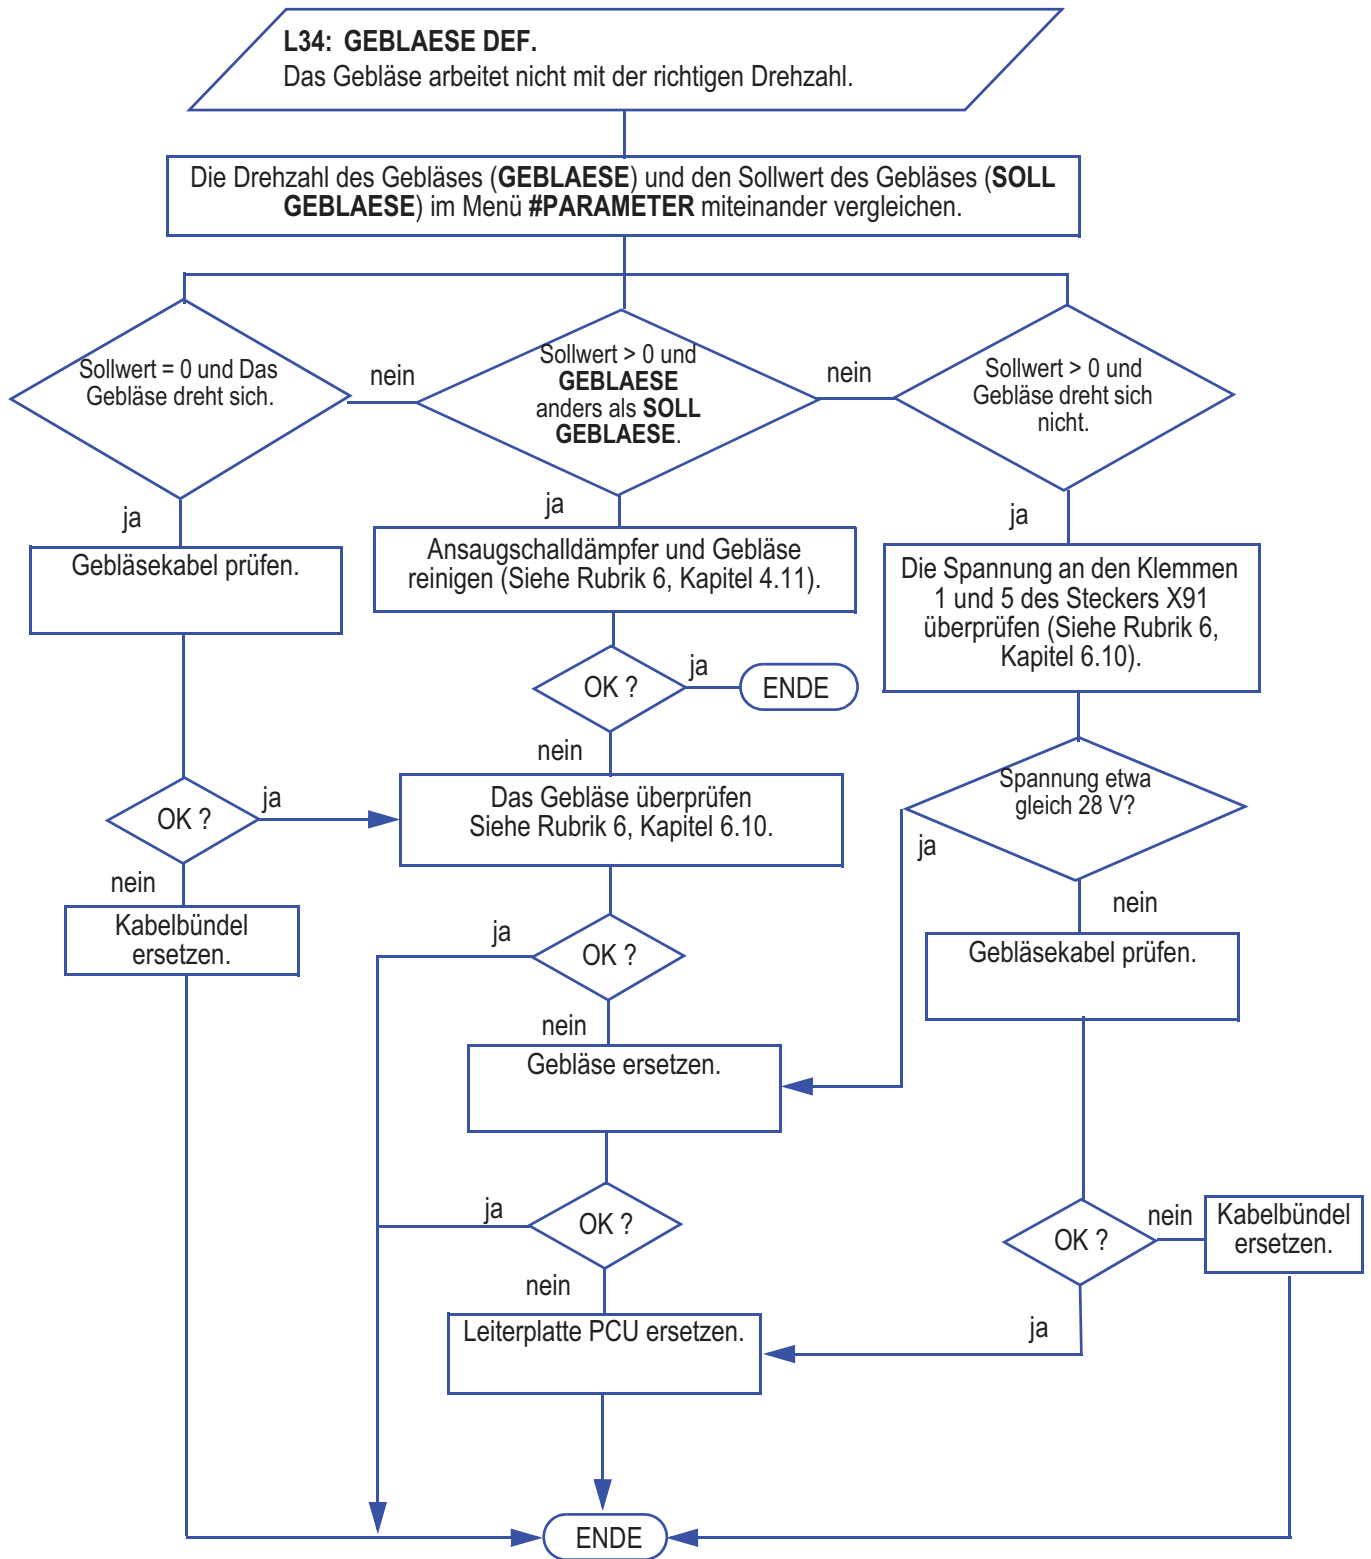 L34: GEBLAESE DEF.
Das Gebläse arbeitet nicht mit der richtigen Drehzahl.
Die Drehzahl des Gebläses (GEBLAESE) und den Sollwert des Gebläses (SOLL
GEBLAESE) im Menü #PARAMETER miteinander vergleichen.
Sollwert = 0 und Das
Gebläse dreht sich.
nein
Sollwert > 0 und
GEBLAESE
anders als SOLL
GEBLAESE.
nein
Sollwert > 0 und
Gebläse dreht sich
nicht.
ja
ja
ja
Gebläsekabel prüfen.
Ansaugschalldämpfer und Gebläse
reinigen (Siehe Rubrik 6, Kapitel 4.11).
Die Spannung an den Klemmen
1 und 5 des Steckers X91
überprüfen (Siehe Rubrik 6,
Kapitel 6.10).
OK ?
ja
ENDE
nein
Spannung etwa
gleich 28 V?
OK ?
ja
Das Gebläse überprüfen
Siehe Rubrik 6, Kapitel 6.10.
ja
nein
nein
Kabelbündel
ersetzen.
ja
OK ?
Gebläsekabel prüfen.
nein
Gebläse ersetzen.
ja
OK ?
OK ?
nein
Kabelbündel
ersetzen.
nein
Leiterplatte PCU ersetzen.
ja
ENDE